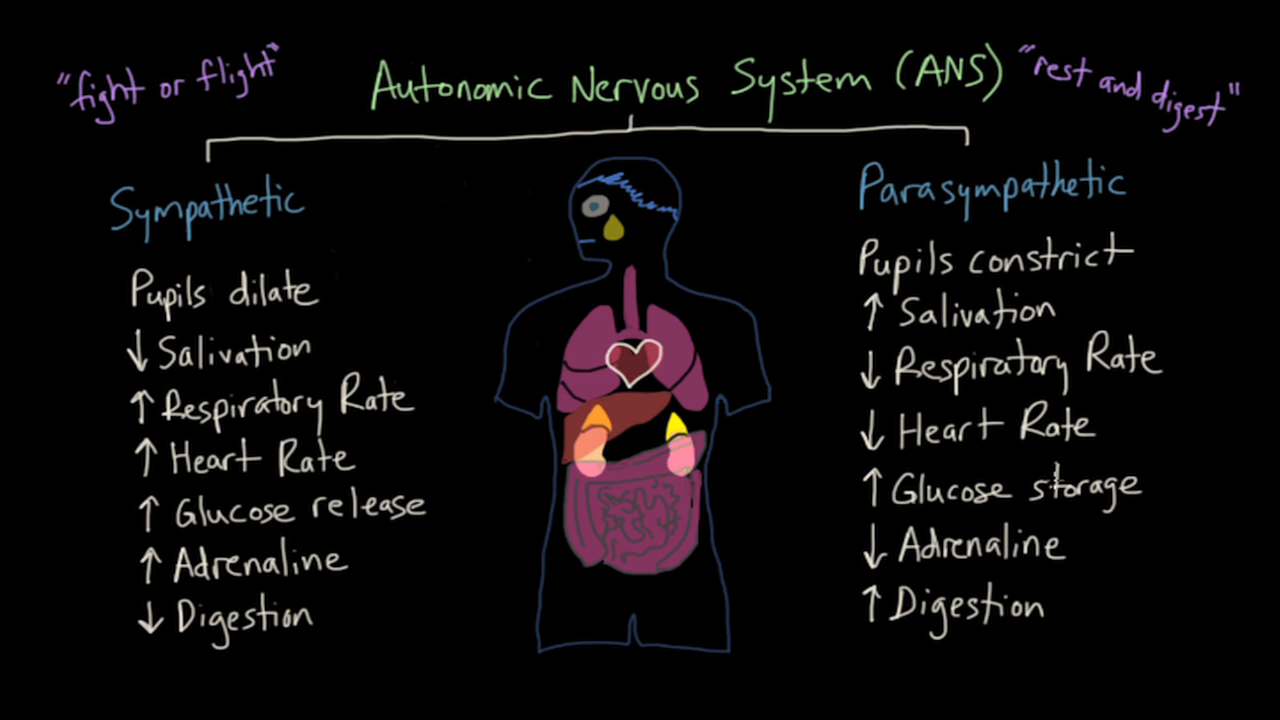 "fight or flight"
Autonomic Nervous System (ANS)
"rest and digest"
Sympathetic
Pupils dilate
↓ Salivation
↑ Respiratory Rate
↑ Heart Rate
↑ Glucose release
↑ Adrenaline
↓ Digestion
Parasympathetic
Pupils constrict
↑ Salivation
↓ Respiratory Rate
↓ Heart Rate
↑ Glucose storage
↓ Adrenaline
↑ Digestion